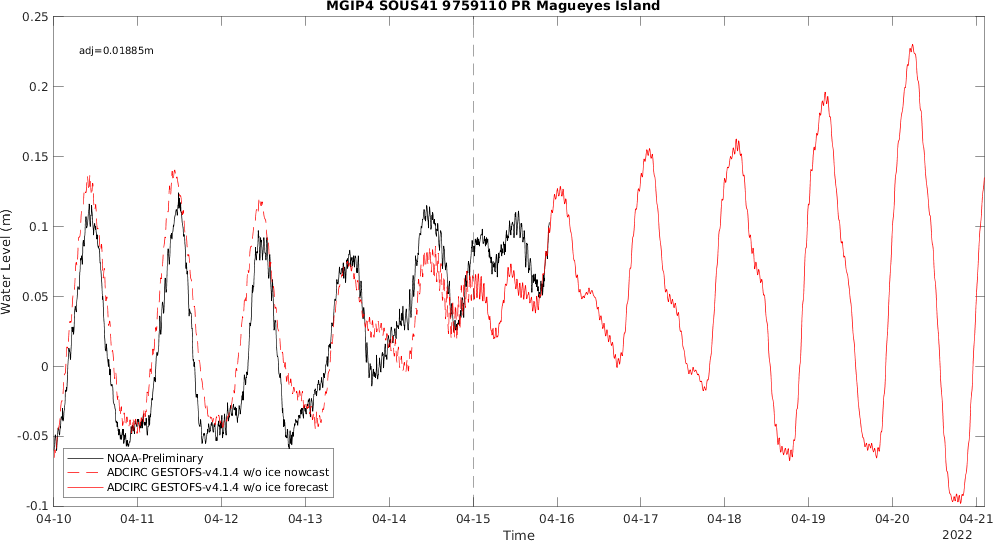 MGIP4 SOUS41 9759110 PR Magueyes Island
adj=0.01885m
0.25
0.2
0.15
0.1
0.05
0
-0.05
-0.1
Water Level (m)
NOAA-Preliminary
ADCIRC GESTOFS-v4.1.4 w/o ice nowcast
ADCIRC GESTOFS-v4.1.4 w/o ice forecast
04-10 04-11 04-12 04-13 04-14 04-15 04-16 04-17 04-18 04-19 04-20 04-21
Time
2022